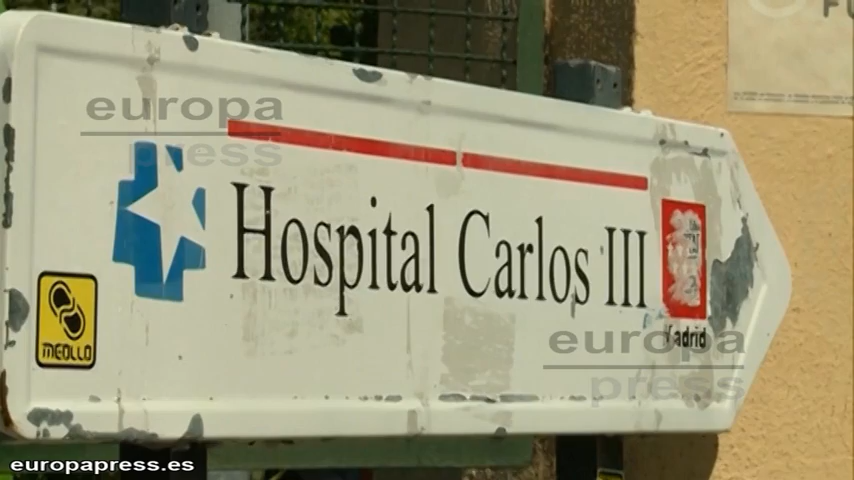 europa
press
Hospital Carlos III
Madrid
MEOLLO
europa
press
europapress.es